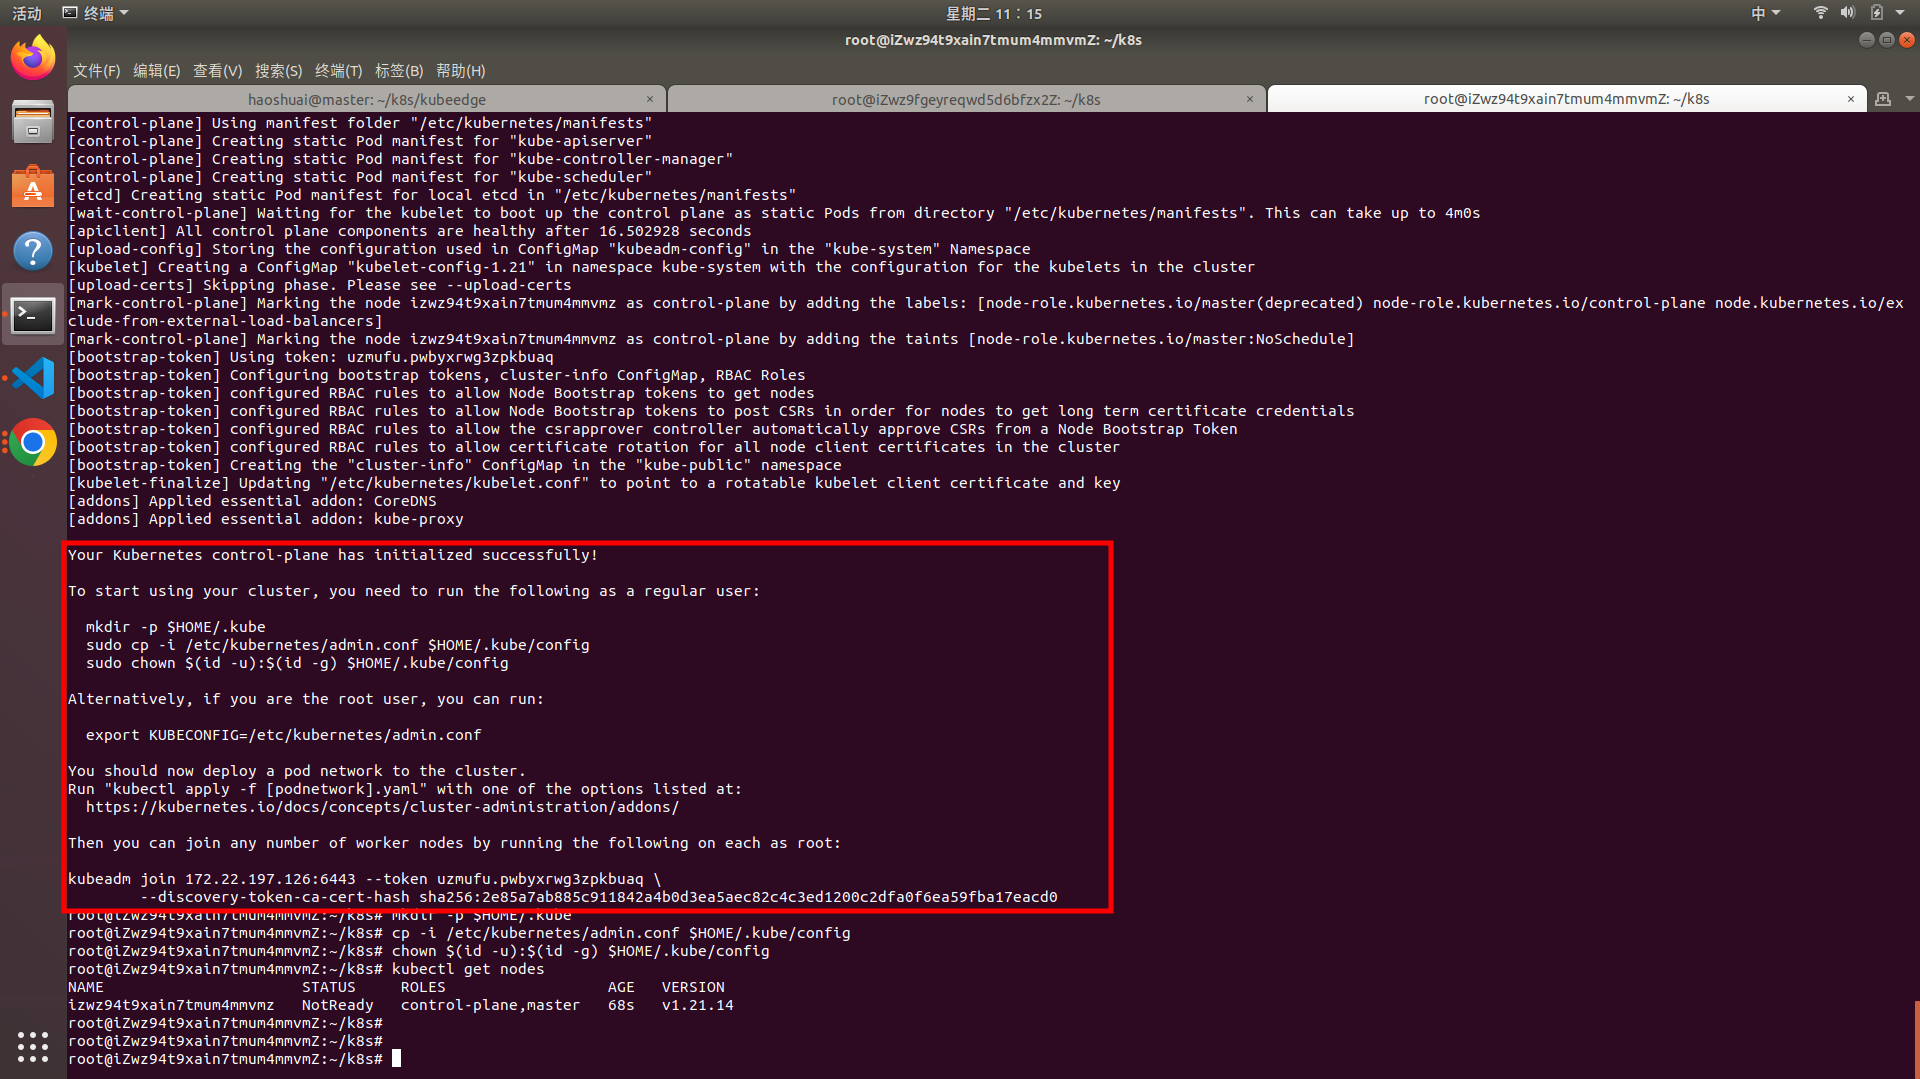 活动 终端 星期二 11：15 中
root@iZwz94t9xain7tmum4mmvmZ: ~/k8s
文件(F) 编辑(E) 查看(V) 搜索(S) 终端(T) 标签(B) 帮助(H)
haoshuai@master: ~/k8s/kubeedge × root@iZwz9fgeyreqwd5d6bfzx2Z: ~/k8s × root@iZwz94t9xain7tmum4mmvmZ: ~/k8s ×
[control-plane] Using manifest folder "/etc/kubernetes/manifests"
[control-plane] Creating static Pod manifest for "kube-apiserver"
[control-plane] Creating static Pod manifest for "kube-controller-manager"
[control-plane] Creating static Pod manifest for "kube-scheduler"
[etcd] Creating static Pod manifest for local etcd in "/etc/kubernetes/manifests"
[wait-control-plane] Waiting for the kubelet to boot up the control plane as static Pods from directory "/etc/kubernetes/manifests". This can take up to 4m0s
[apiclient] All control plane components are healthy after 16.502928 seconds
[upload-config] Storing the configuration used in ConfigMap "kubeadm-config" in the "kube-system" Namespace
[kubelet] Creating a ConfigMap "kubelet-config-1.21" in namespace kube-system with the configuration for the kubelets in the cluster
[upload-certs] Skipping phase. Please see --upload-certs
[mark-control-plane] Marking the node izwz94t9xain7tmum4mmvmz as control-plane by adding the labels: [node-role.kubernetes.io/master(deprecated) node-role.kubernetes.io/control-plane node.kubernetes.io/ex
clude-from-external-load-balancers]
[mark-control-plane] Marking the node izwz94t9xain7tmum4mmvmz as control-plane by adding the taints [node-role.kubernetes.io/master:NoSchedule]
[bootstrap-token] Using token: uzmufu.pwbyxrwg3zpkbuaq
[bootstrap-token] Configuring bootstrap tokens, cluster-info ConfigMap, RBAC Roles
[bootstrap-token] configured RBAC rules to allow Node Bootstrap tokens to get nodes
[bootstrap-token] configured RBAC rules to allow Node Bootstrap tokens to post CSRs in order for nodes to get long term certificate credentials
[bootstrap-token] configured RBAC rules to allow the csrapprover controller automatically approve CSRs from a Node Bootstrap Token
[bootstrap-token] configured RBAC rules to allow certificate rotation for all node client certificates in the cluster
[bootstrap-token] Creating the "cluster-info" ConfigMap in the "kube-public" namespace
[kubelet-finalize] Updating "/etc/kubernetes/kubelet.conf" to point to a rotatable kubelet client certificate and key
[addons] Applied essential addon: CoreDNS
[addons] Applied essential addon: kube-proxy
Your Kubernetes control-plane has initialized successfully!
To start using your cluster, you need to run the following as a regular user:
mkdir -p $HOME/.kube
sudo cp -i /etc/kubernetes/admin.conf $HOME/.kube/config
sudo chown $(id -u):$(id -g) $HOME/.kube/config
Alternatively, if you are the root user, you can run:
export KUBECONFIG=/etc/kubernetes/admin.conf
You should now deploy a pod network to the cluster.
Run "kubectl apply -f [podnetwork].yaml" with one of the options listed at:
https://kubernetes.io/docs/concepts/cluster-administration/addons/
Then you can join any number of worker nodes by running the following on each as root:
kubeadm join 172.22.197.126:6443 --token uzmufu.pwbyxrwg3zpkbuaq \
--discovery-token-ca-cert-hash sha256:2e85a7ab885c911842a4b0d3ea5aec82c4c3ed1200c2dfa0f6ea59fba17eacd0
root@iZwz94t9xain7tmum4mmvmZ:~/k8s# mkdir -p $HOME/.kube
root@iZwz94t9xain7tmum4mmvmZ:~/k8s# cp -i /etc/kubernetes/admin.conf $HOME/.kube/config
root@iZwz94t9xain7tmum4mmvmZ:~/k8s# chown $(id -u):$(id -g) $HOME/.kube/config
root@iZwz94t9xain7tmum4mmvmZ:~/k8s# kubectl get nodes
NAME STATUS ROLES AGE VERSION
izwz94t9xain7tmum4mmvmz NotReady control-plane,master 68s v1.21.14
root@iZwz94t9xain7tmum4mmvmZ:~/k8s#
root@iZwz94t9xain7tmum4mmvmZ:~/k8s#
root@iZwz94t9xain7tmum4mmvmZ:~/k8s#